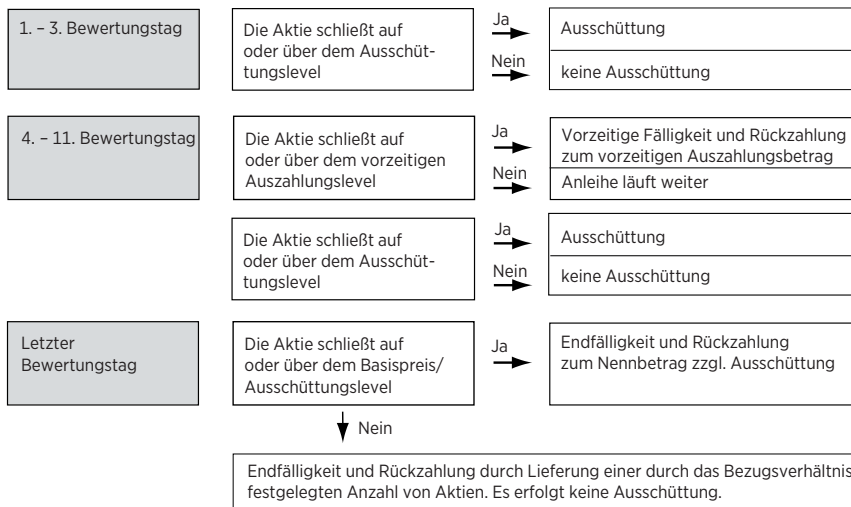 1. – 3. Bewertungstag
Die Aktie schließt auf
oder über dem Ausschüt-
tungslevel
Ja
Nein
Ausschüttung
keine Ausschüttung
4. – 11. Bewertungstag
Die Aktie schließt auf
oder über dem vorzeitigen
Auszahlungslevel
Ja
Nein
Vorzeitige Fälligkeit und Rückzahlung
zum vorzeitigen Auszahlungsbetrag
Anleihe läuft weiter
Die Aktie schließt auf
oder über dem Ausschüt-
tungslevel
Ja
Nein
Ausschüttung
keine Ausschüttung
Letzter
Bewertungstag
Die Aktie schließt auf
oder über dem Basispreis/
Ausschüttungslevel
Ja
Endfälligkeit und Rückzahlung
zum Nennbetrag zzgl. Ausschüttung
Nein
Endfälligkeit und Rückzahlung durch Lieferung einer durch das Bezugsverhältnis
festgelegten Anzahl von Aktien. Es erfolgt keine Ausschüttung.